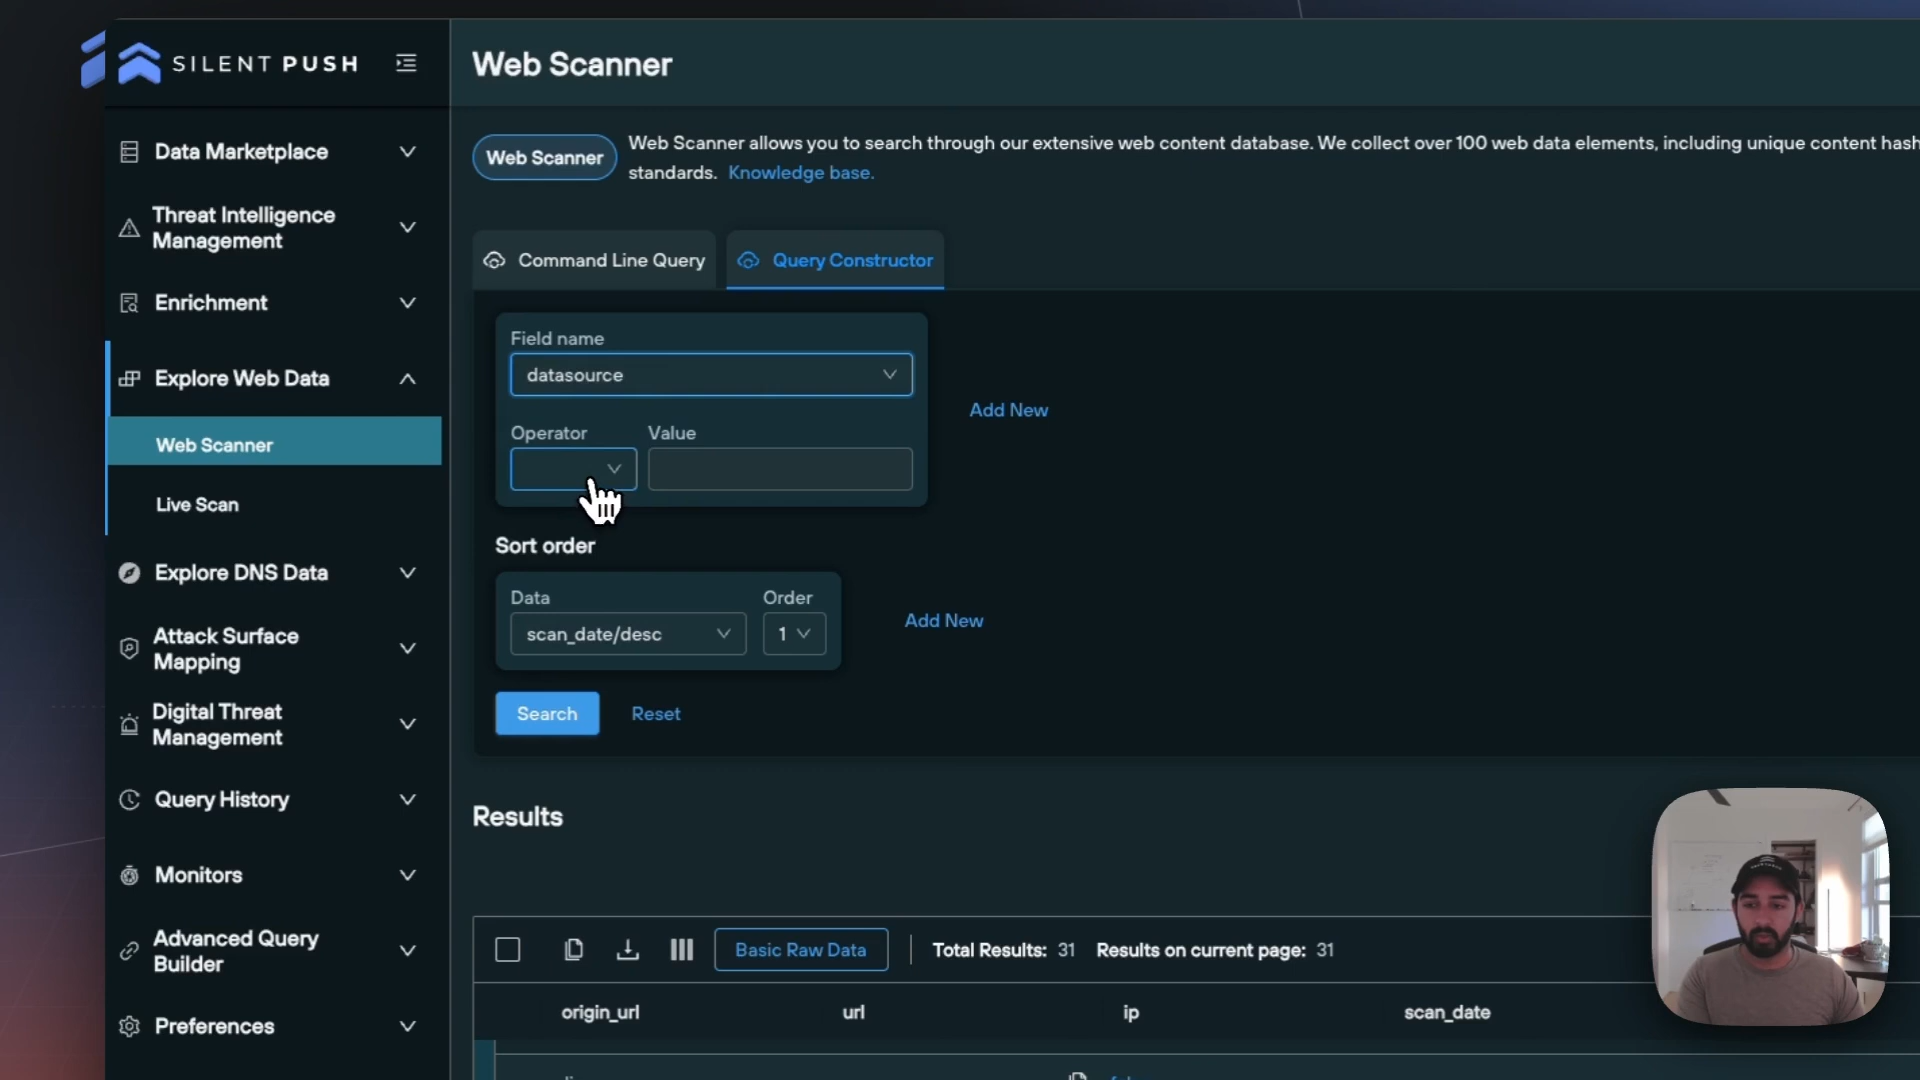 SILENT PUSH
Data Marketplace
Threat Intelligence
Management
Enrichment
Explore Web Data
Web Scanner
Live Scan
Explore DNS Data
Attack Surface
Mapping
Digital Threat
Management
Query History
Monitors
Advanced Query
Builder
Preferences
Web Scanner
Web Scanner
Web Scanner allows you to search through our extensive web content database. We collect over 100 web data elements, including unique content hash
standards. Knowledge base.
Command Line Query
Query Constructor
Field name
datasource
Operator
Value
Add New
Sort order
Data
Order
scan_date/desc
1
Add New
Search
Reset
Results
Basic Raw Data
Total Results: 31
Results on current page: 31
origin_url
url
ip
scan_date